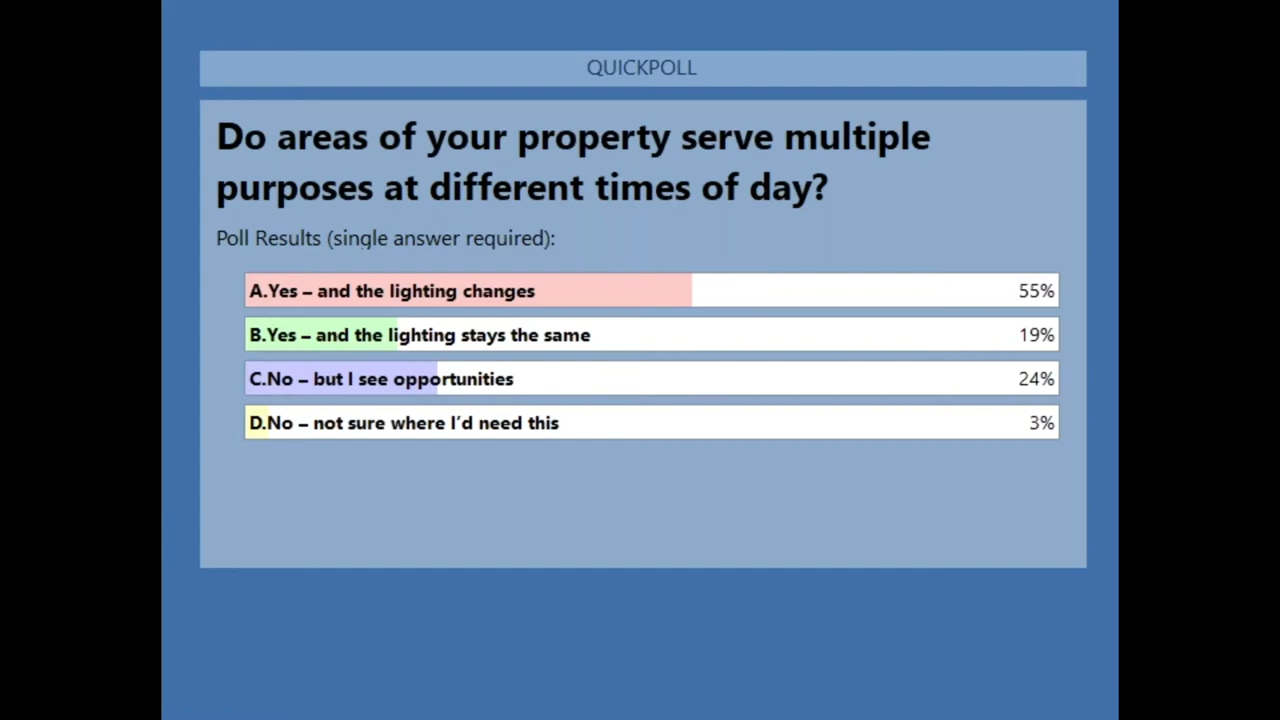 QUICKPOLL
Do areas of your property serve multiple
purposes at different times of day?
Poll Results (single answer required):
A.Yes – and the lighting changes 55%
B.Yes – and the lighting stays the same 19%
C.No – but I see opportunities 24%
D.No – not sure where I’d need this 3%